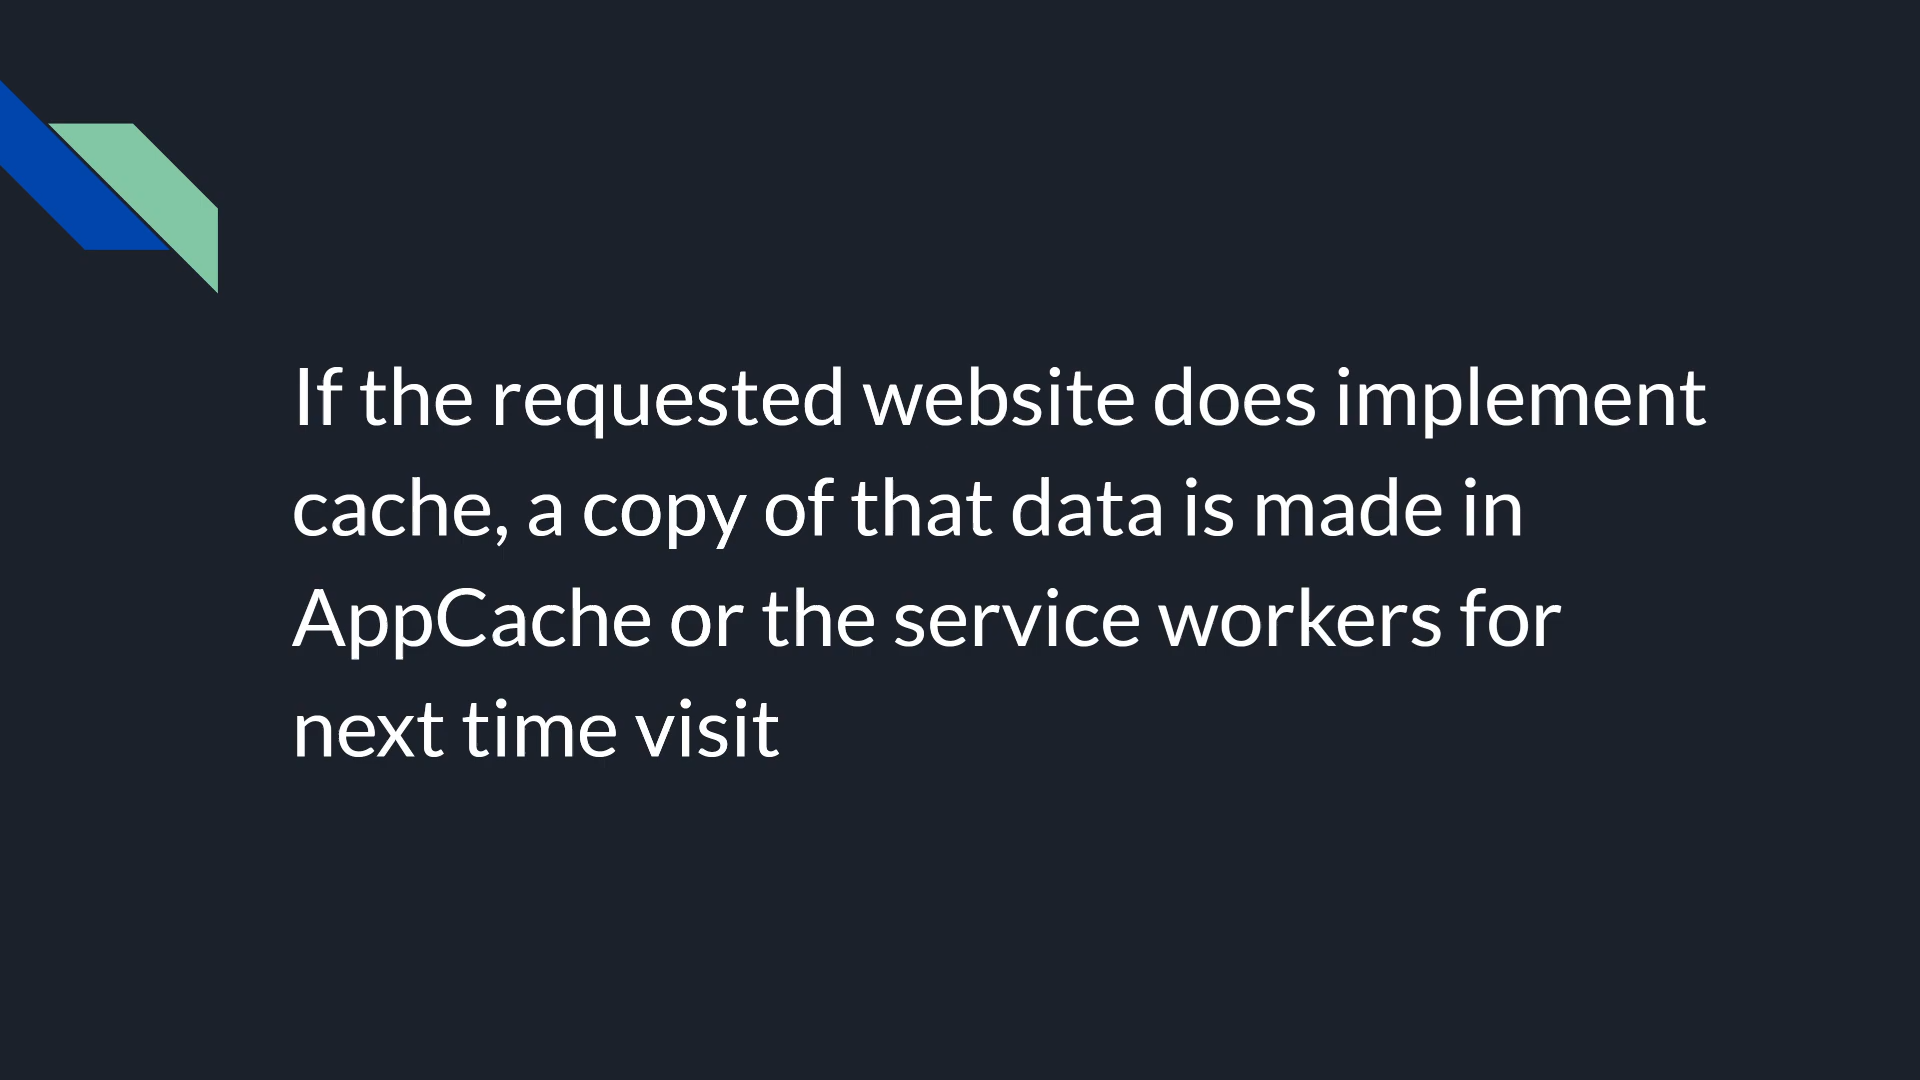 If the requested website does implement
cache, a copy of that data is made in
AppCache or the service workers for
next time visit